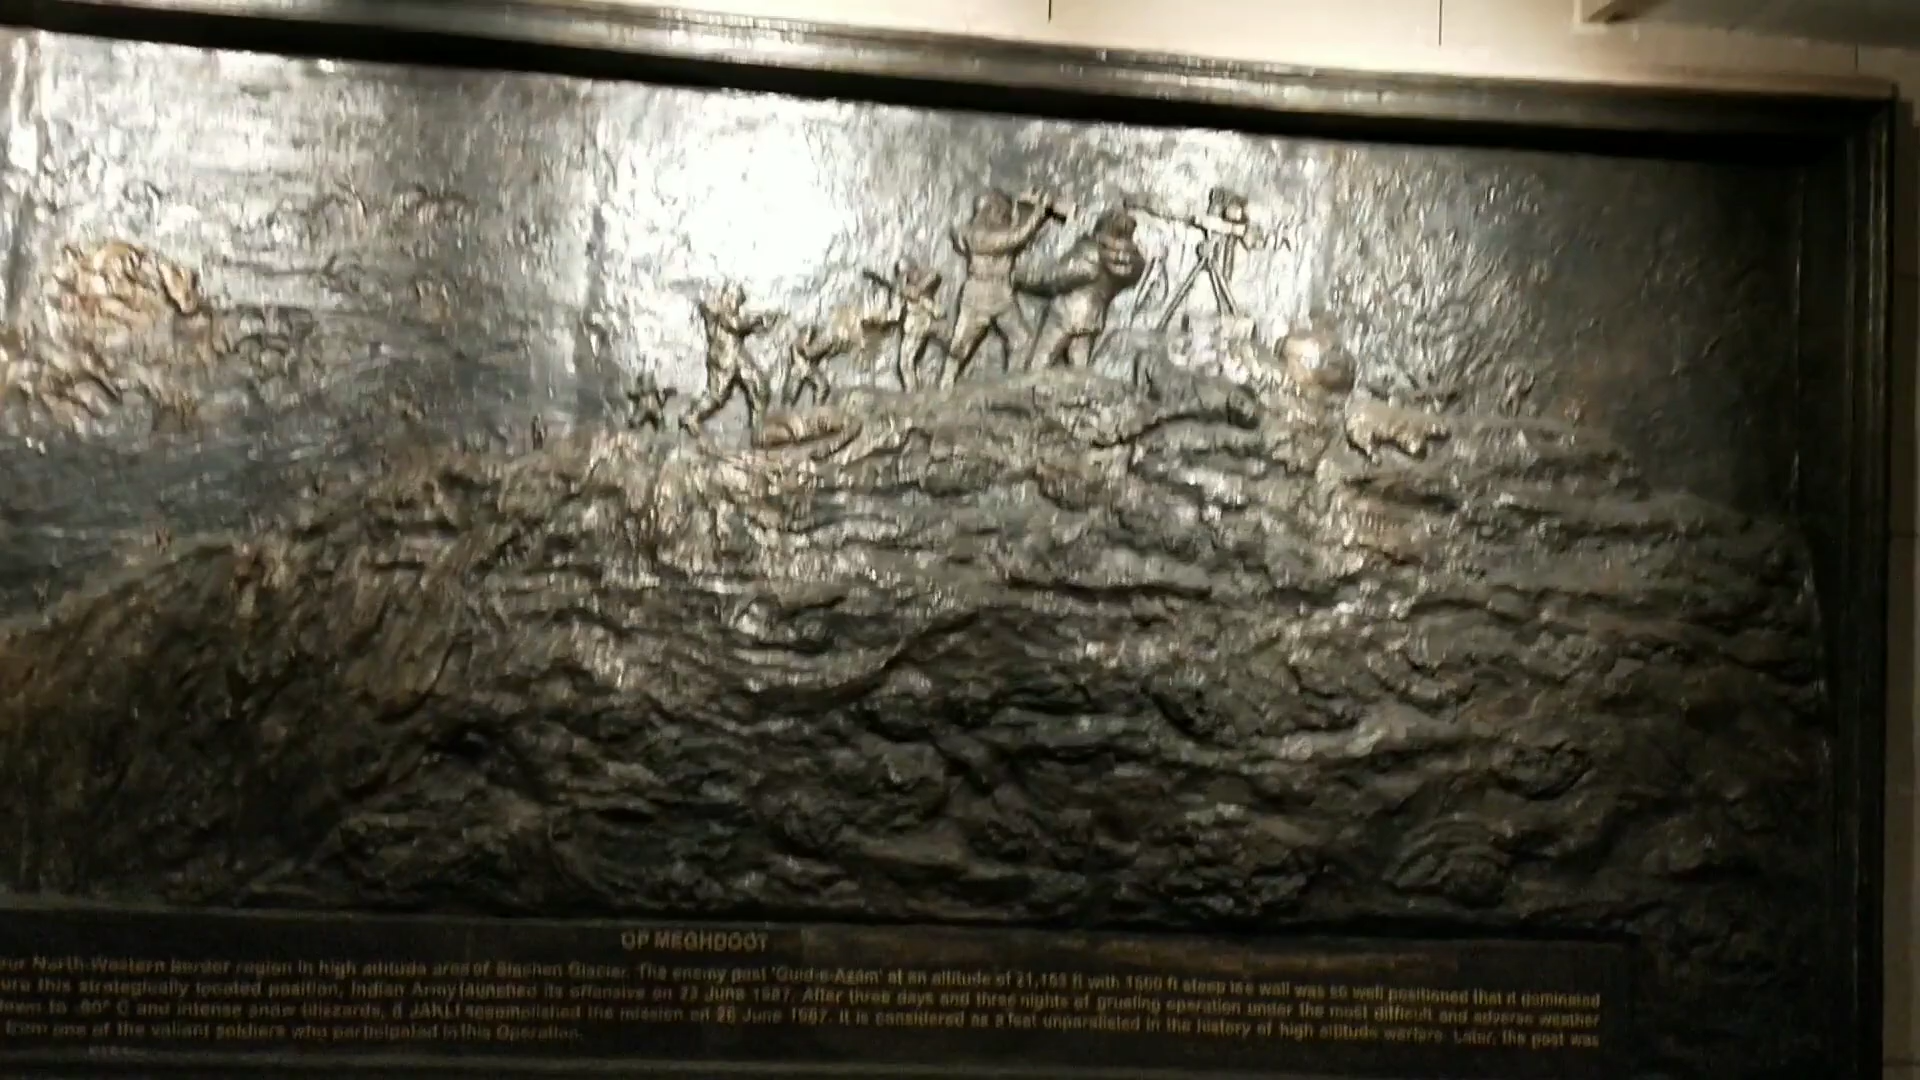 OP MEGHDOOT
our North-Western border region in high altitude area of Siachen Glacier. The enemy post 'Quid-e-Azam' at an altitude of 21,153 ft with 1500 ft steep ice wall was so well positioned that it dominated
this strategically located position, Indian Army launched its offensive on 23 June 1987. After three days and three nights of grueling operation under the most difficult and adverse weather
down to C and intense snow blizzards, 8 JAKLI accomplished the mission on 26 June 1987. It is considered as a feat unparalleled in the history of high altitude warfare. Later, the post was
from one of the valiant soldiers who participated in this Operation.